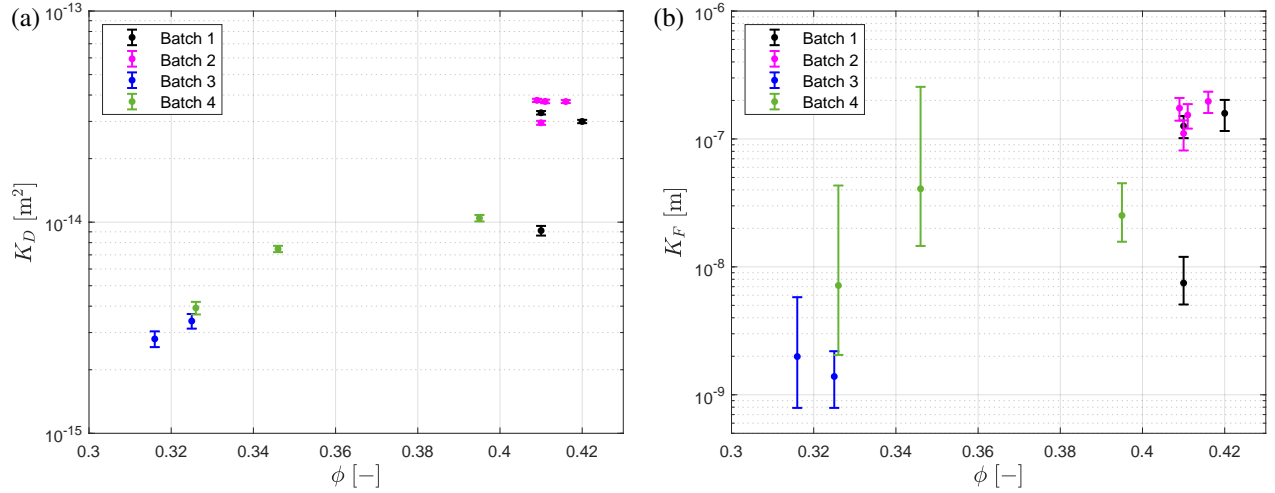 (a)
10^-13
10^-14
10^-15
K_D [m^2]
Batch 1
Batch 2
Batch 3
Batch 4
0.3 0.32 0.34 0.36 0.38 0.4 0.42
ϕ [−]
(b)
10^-6
10^-7
10^-8
10^-9
K_F [m]
Batch 1
Batch 2
Batch 3
Batch 4
0.3 0.32 0.34 0.36 0.38 0.4 0.42
ϕ [−]